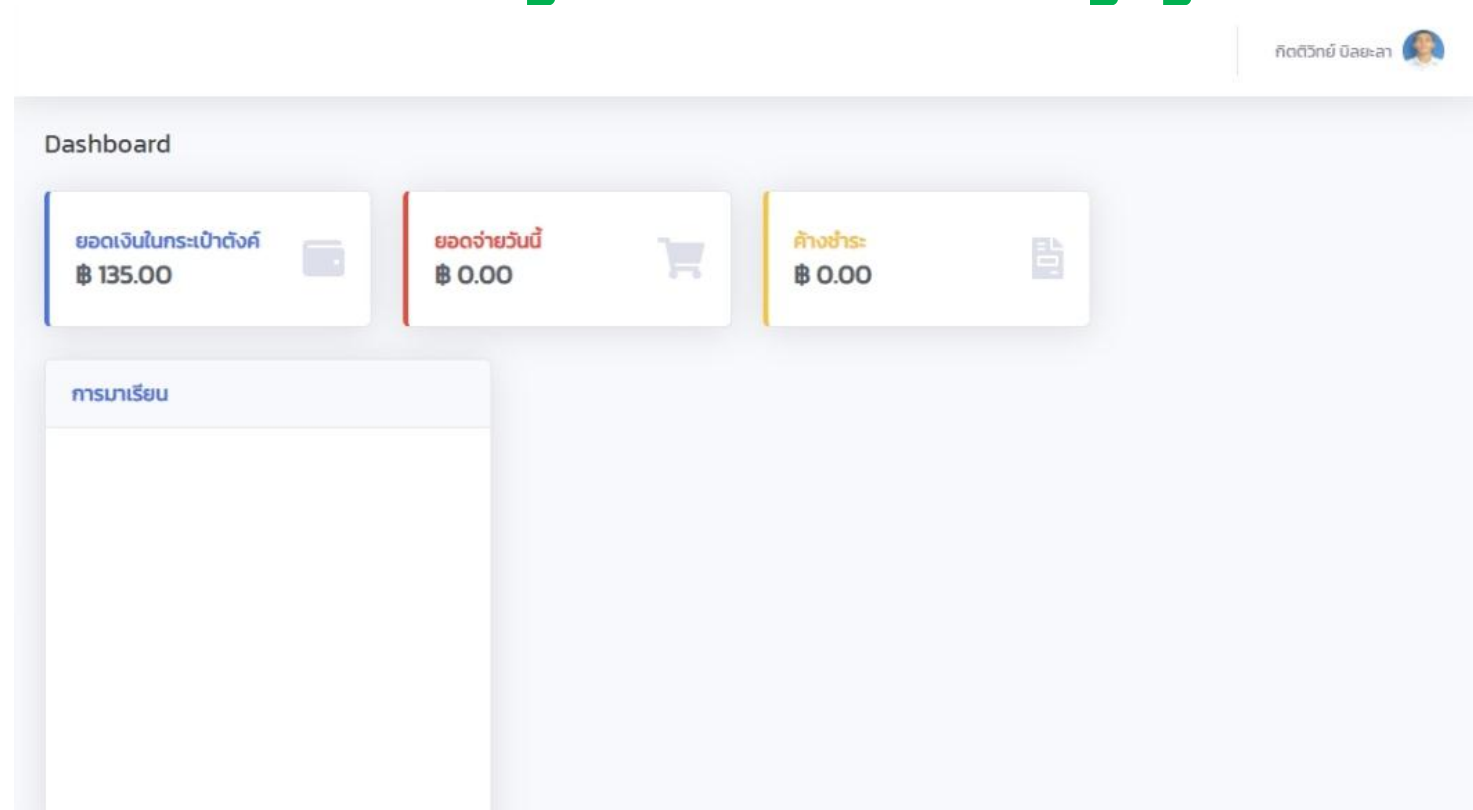 กิตติวิทย์ บิลยะลา
Dashboard
ยอดเงินในกระเป๋าตังค์
฿ 135.00
ยอดจ่ายวันนี้
฿ 0.00
ค้างชำระ
฿ 0.00
การมาเรียน